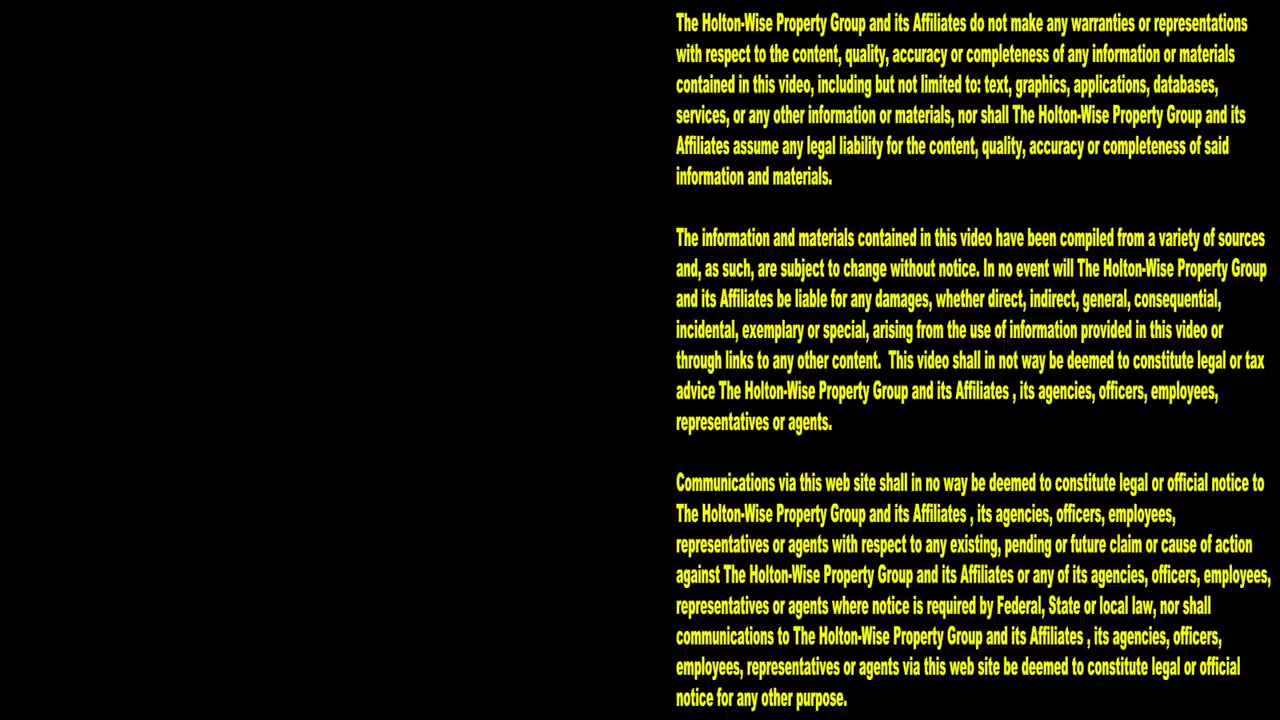 The Holton-Wise Property Group and its Affiliates do not make any warranties or representations
with respect to the content, quality, accuracy or completeness of any information or materials
contained in this video, including but not limited to: text, graphics, applications, databases,
services, or any other information or materials, nor shall The Holton-Wise Property Group and its
Affiliates assume any legal liability for the content, quality, accuracy or completeness of said
information and materials.
The information and materials contained in this video have been compiled from a variety of sources
and, as such, are subject to change without notice. In no event will The Holton-Wise Property Group
and its Affiliates be liable for any damages, whether direct, indirect, general, consequential,
incidental, exemplary or special, arising from the use of information provided in this video or
through links to any other content.  This video shall in not way be deemed to constitute legal or tax
advice The Holton-Wise Property Group and its Affiliates , its agencies, officers, employees,
representatives or agents.
Communications via this web site shall in no way be deemed to constitute legal or official notice to
The Holton-Wise Property Group and its Affiliates , its agencies, officers, employees,
representatives or agents with respect to any existing, pending or future claim or cause of action
against The Holton-Wise Property Group and its Affiliates or any of its agencies, officers, employees,
representatives or agents where notice is required by Federal, State or local law, nor shall
communications to The Holton-Wise Property Group and its Affiliates , its agencies, officers,
employees, representatives or agents via this web site be deemed to constitute legal or official
notice for any other purpose.